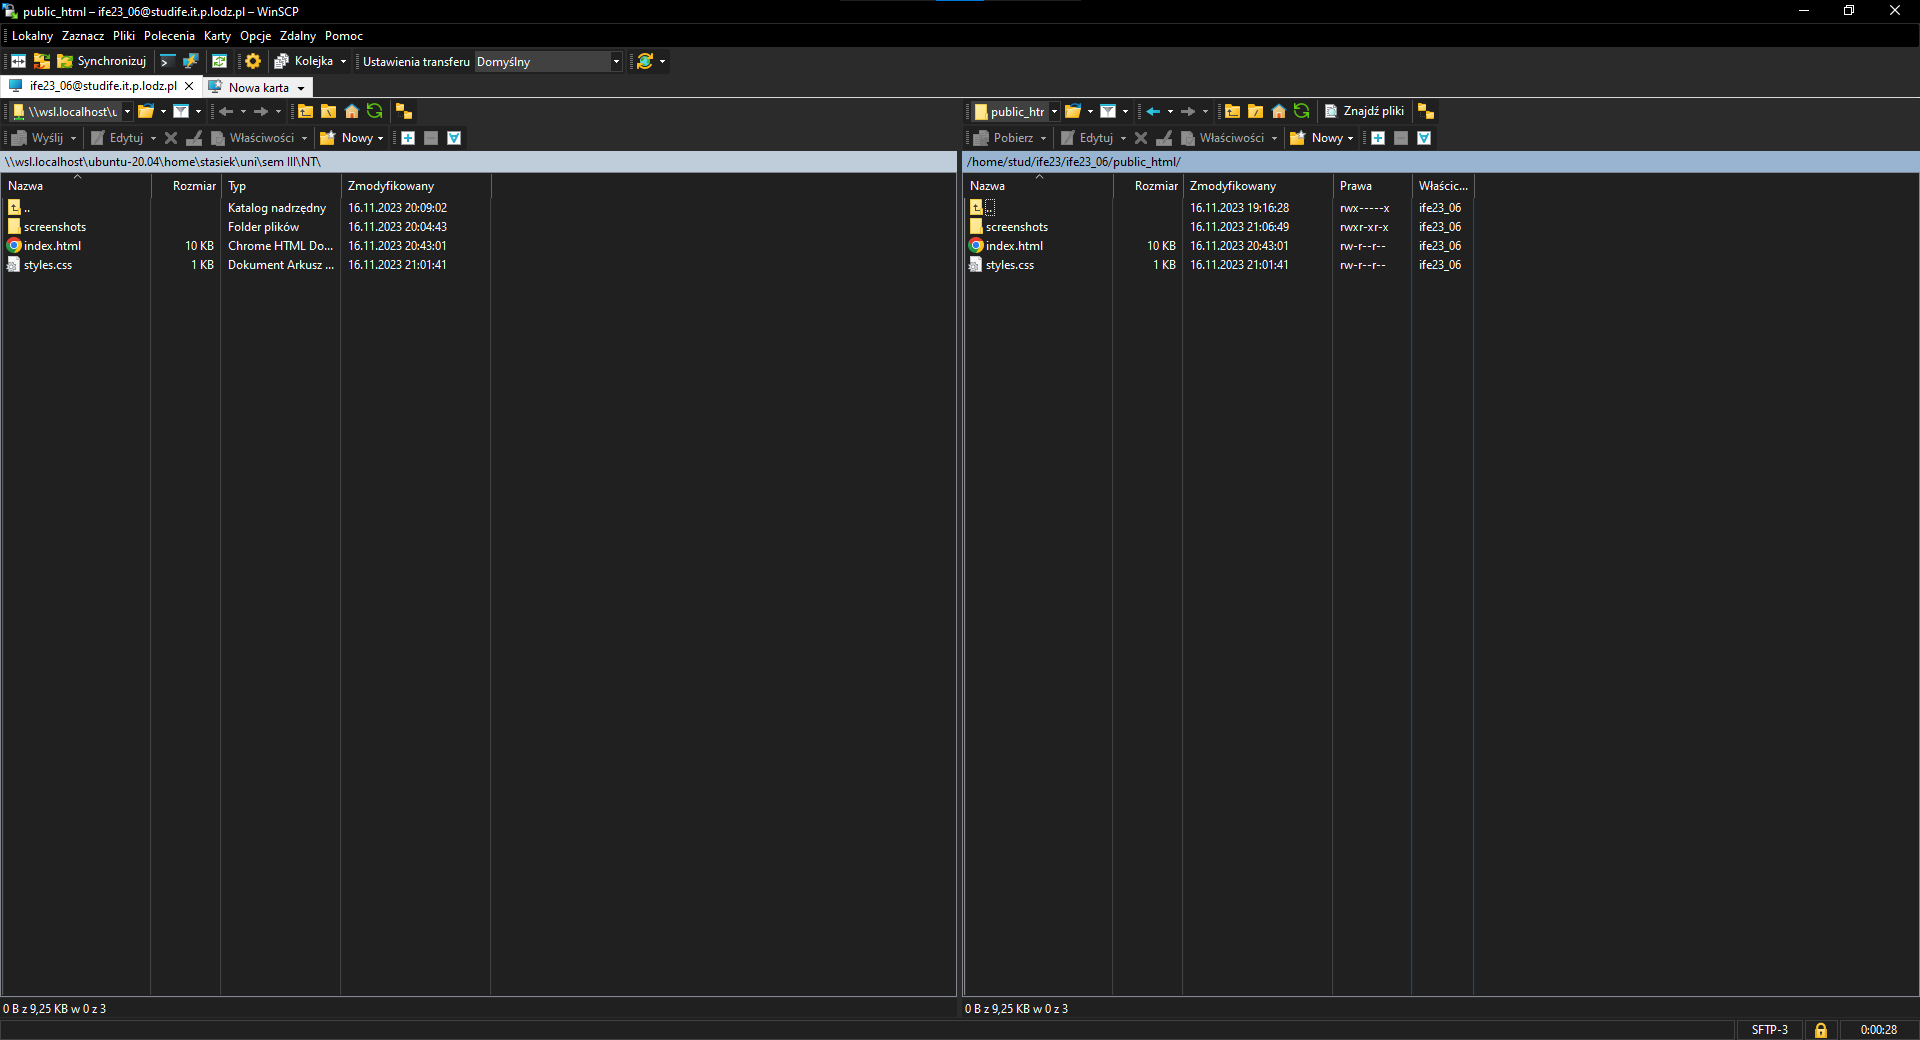 public_html – ife23_06@studife.it.p.lodz.pl – WinSCP
Lokalny Zaznacz Pliki Polecenia Karty Opcje Zdalny Pomoc
Synchronizuj Kolejka Ustawienia transferu Domyślny
ife23_06@studife.it.p.lodz.pl Nowa karta
\\wsl.localhost\u
Wyślij Edytuj Właściwości Nowy
\\wsl.localhost\ubuntu-20.04\home\stasiek\uni\sem III\NT\
Nazwa Rozmiar Typ Zmodyfikowany
.. Katalog nadrzędny 16.11.2023 20:09:02
screenshots Folder plików 16.11.2023 20:04:43
index.html 10 KB Chrome HTML Do... 16.11.2023 20:43:01
styles.css 1 KB Dokument Arkusz ... 16.11.2023 21:01:41
0 B z 9,25 KB w 0 z 3
public_htr Znajdź pliki
Pobierz Edytuj Właściwości Nowy
/home/stud/ife23/ife23_06/public_html/
Nazwa Rozmiar Zmodyfikowany Prawa Właścic...
.. 16.11.2023 19:16:28 rwx-----x ife23_06
screenshots 16.11.2023 21:06:49 rwxr-xr-x ife23_06
index.html 10 KB 16.11.2023 20:43:01 rw-r--r-- ife23_06
styles.css 1 KB 16.11.2023 21:01:41 rw-r--r-- ife23_06
0 B z 9,25 KB w 0 z 3
SFTP-3 0:00:28